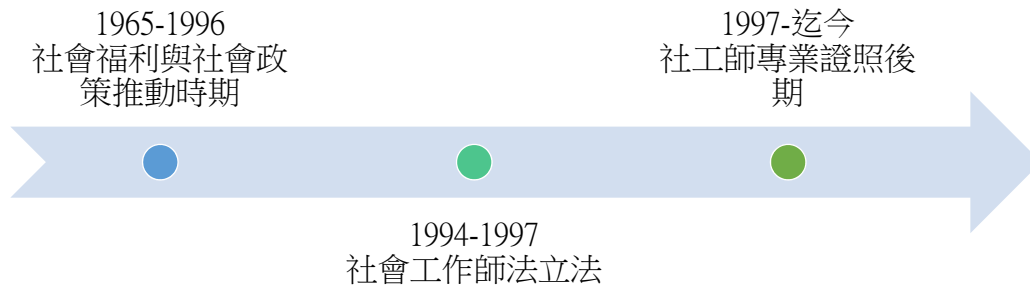 1965-1996
社會福利與社會政
策推動時期
1994-1997
社會工作師法立法
1997-迄今
社工師專業證照後
期